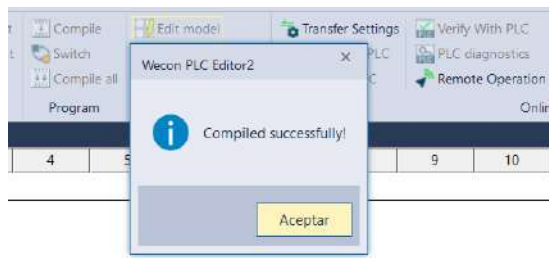 Compile
Edit model
Transfer Settings
Verify With PLC
Switch
PLC
PLC diagnostics
Compile all
C
Remote Operation
Program
Onlin
Wecon PLC Editor2
Compiled successfully!
Aceptar
4
5
9
10